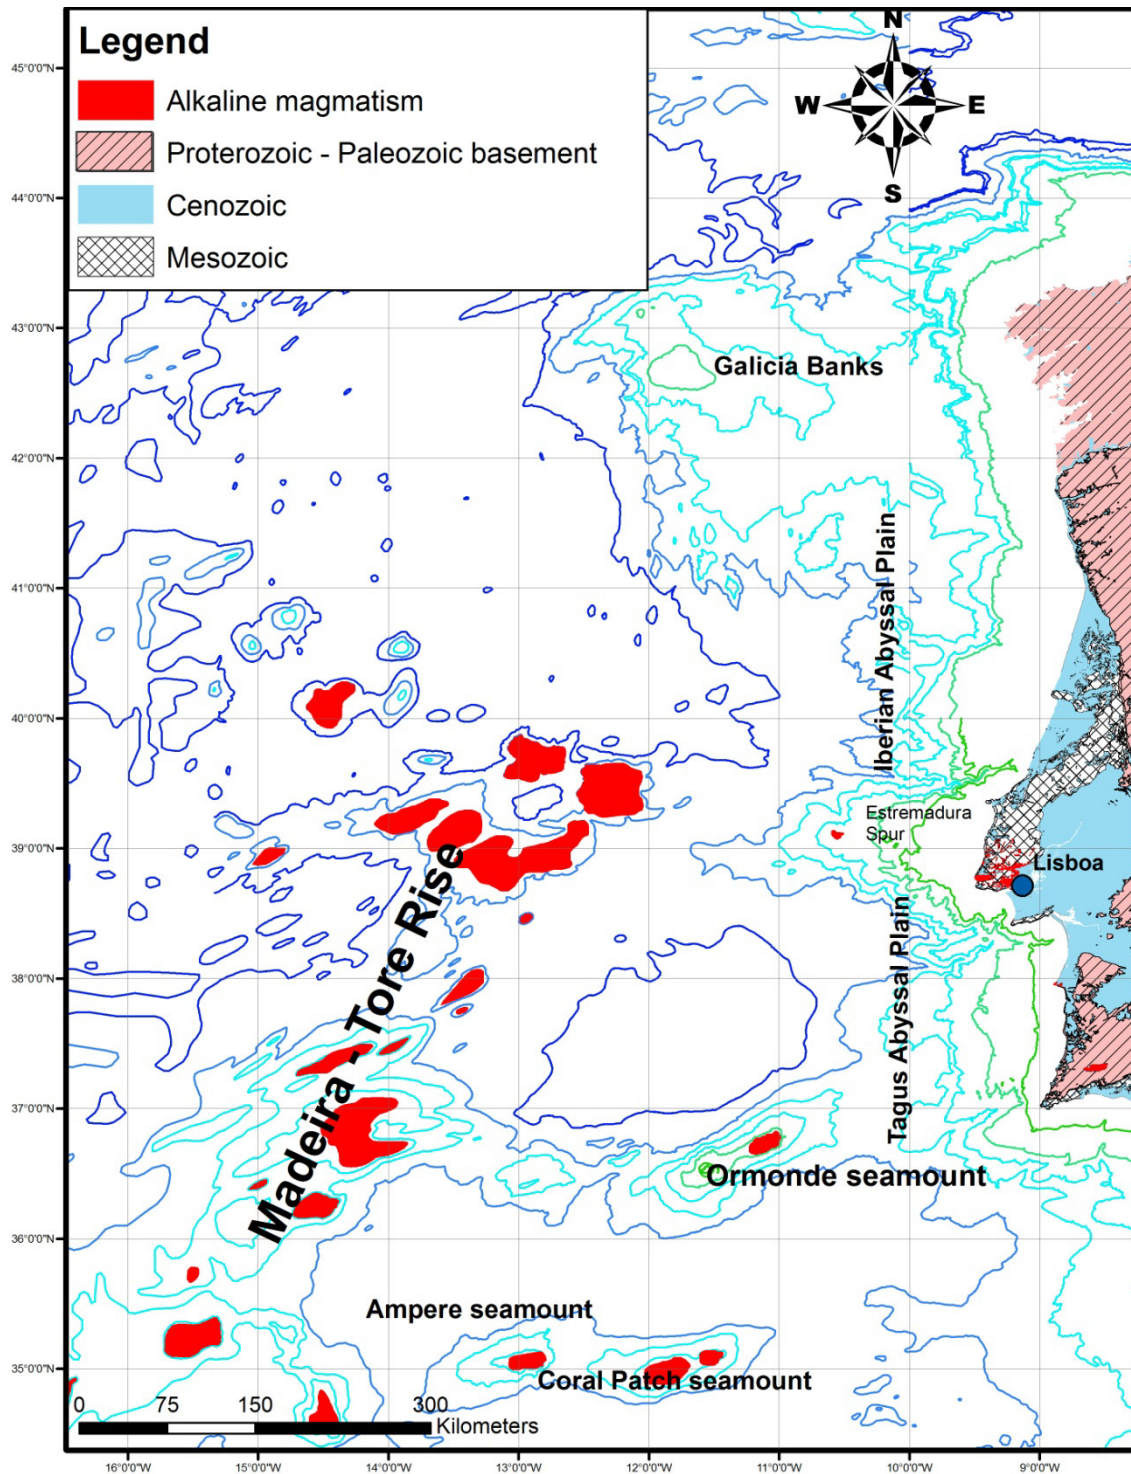 Legend
Alkaline magmatism
Proterozoic - Paleozoic basement
Cenozoic
Mesozoic
N
W
E
S
45°0'0"N
44°0'0"N
43°0'0"N
42°0'0"N
41°0'0"N
40°0'0"N
39°0'0"N
38°0'0"N
37°0'0"N
36°0'0"N
35°0'0"N
Galicia Banks
Iberian Abyssal Plain
Estremadura
Spur
Lisboa
Madeira - Tore Rise
Tagus Abyssal Plain
Ormonde seamount
Ampere seamount
Coral Patch seamount
0 75 150 300
Kilometers
16°0'0"W 15°0'0"W 14°0'0"W 13°0'0"W 12°0'0"W 11°0'0"W 10°0'0"W 9°0'0"W